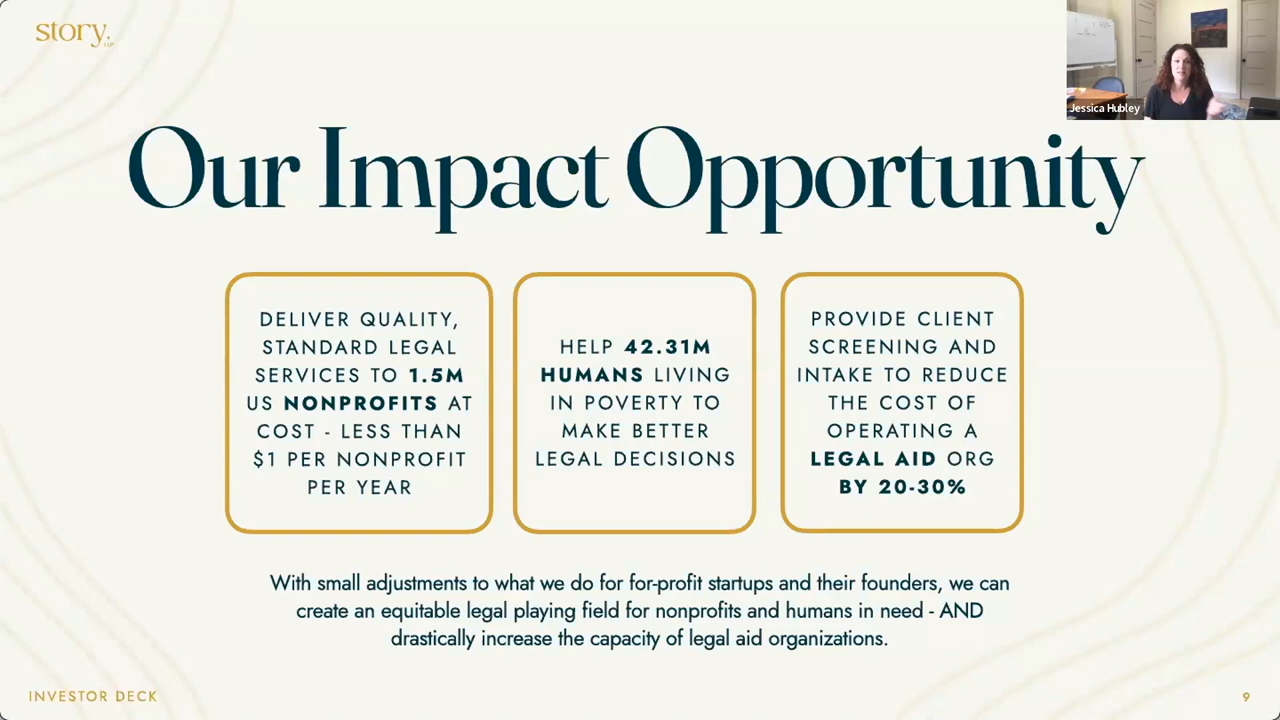 story.
LLP
Jessica Hubley
Our Impact Opportunity
DELIVER QUALITY,
STANDARD LEGAL
SERVICES TO 1.5M
US NONPROFITS AT
COST - LESS THAN
$1 PER NONPROFIT
PER YEAR
HELP 42.31M
HUMANS LIVING
IN POVERTY TO
MAKE BETTER
LEGAL DECISIONS
PROVIDE CLIENT
SCREENING AND
INTAKE TO REDUCE
THE COST OF
OPERATING A
LEGAL AID ORG
BY 20-30%
With small adjustments to what we do for for-profit startups and their founders, we can
create an equitable legal playing field for nonprofits and humans in need - AND
drastically increase the capacity of legal aid organizations.
INVESTOR DECK
9